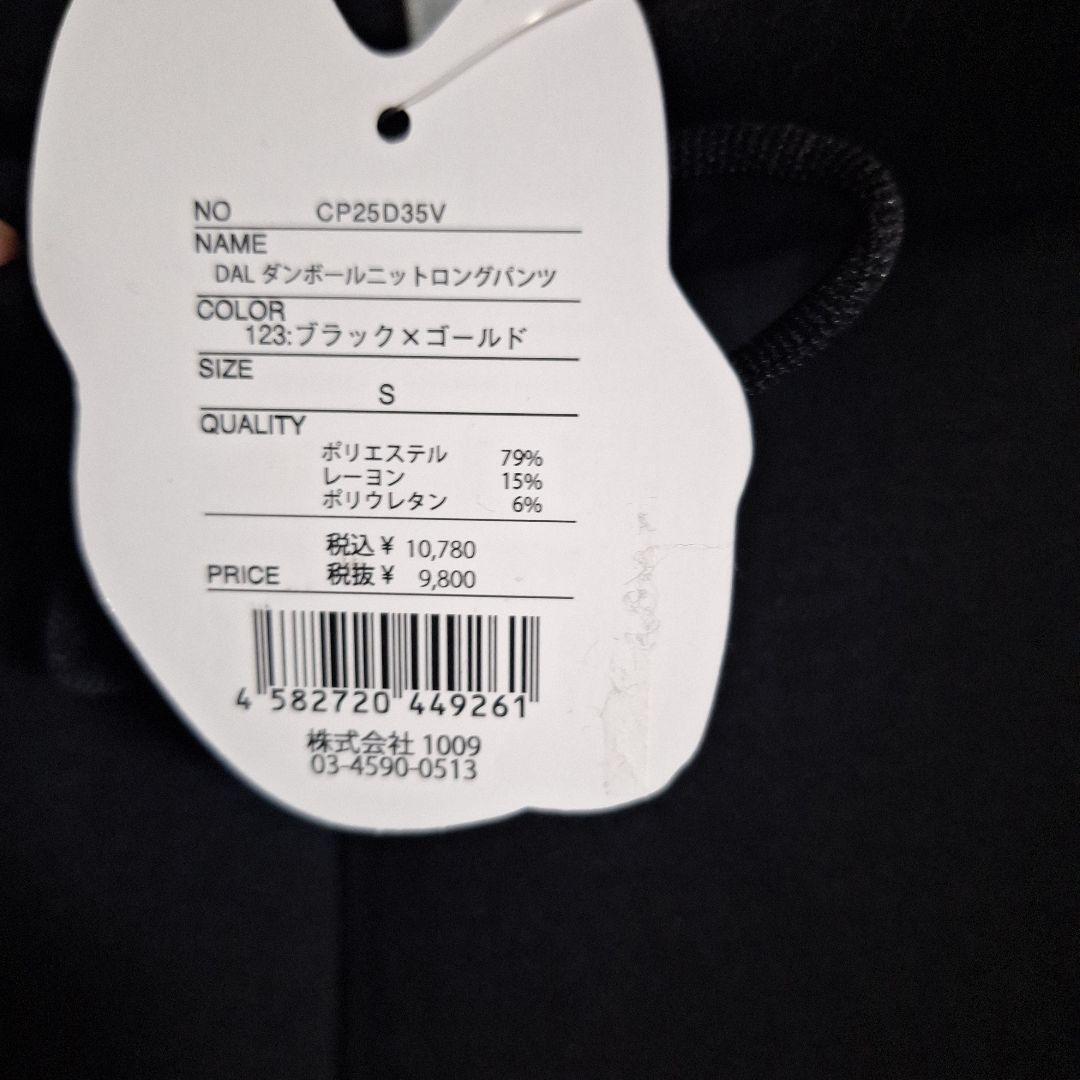 NO CP25D35V
NAME
DAL ダンボールニットロングパンツ
COLOR
123:ブラック×ゴールド
SIZE
S
QUALITY
ポリエステル 79%
レーヨン 15%
ポリウレタン 6%
税込¥ 10,780
PRICE 税抜¥ 9,800
4 582720 449261
株式会社 1009
03-4590-0513